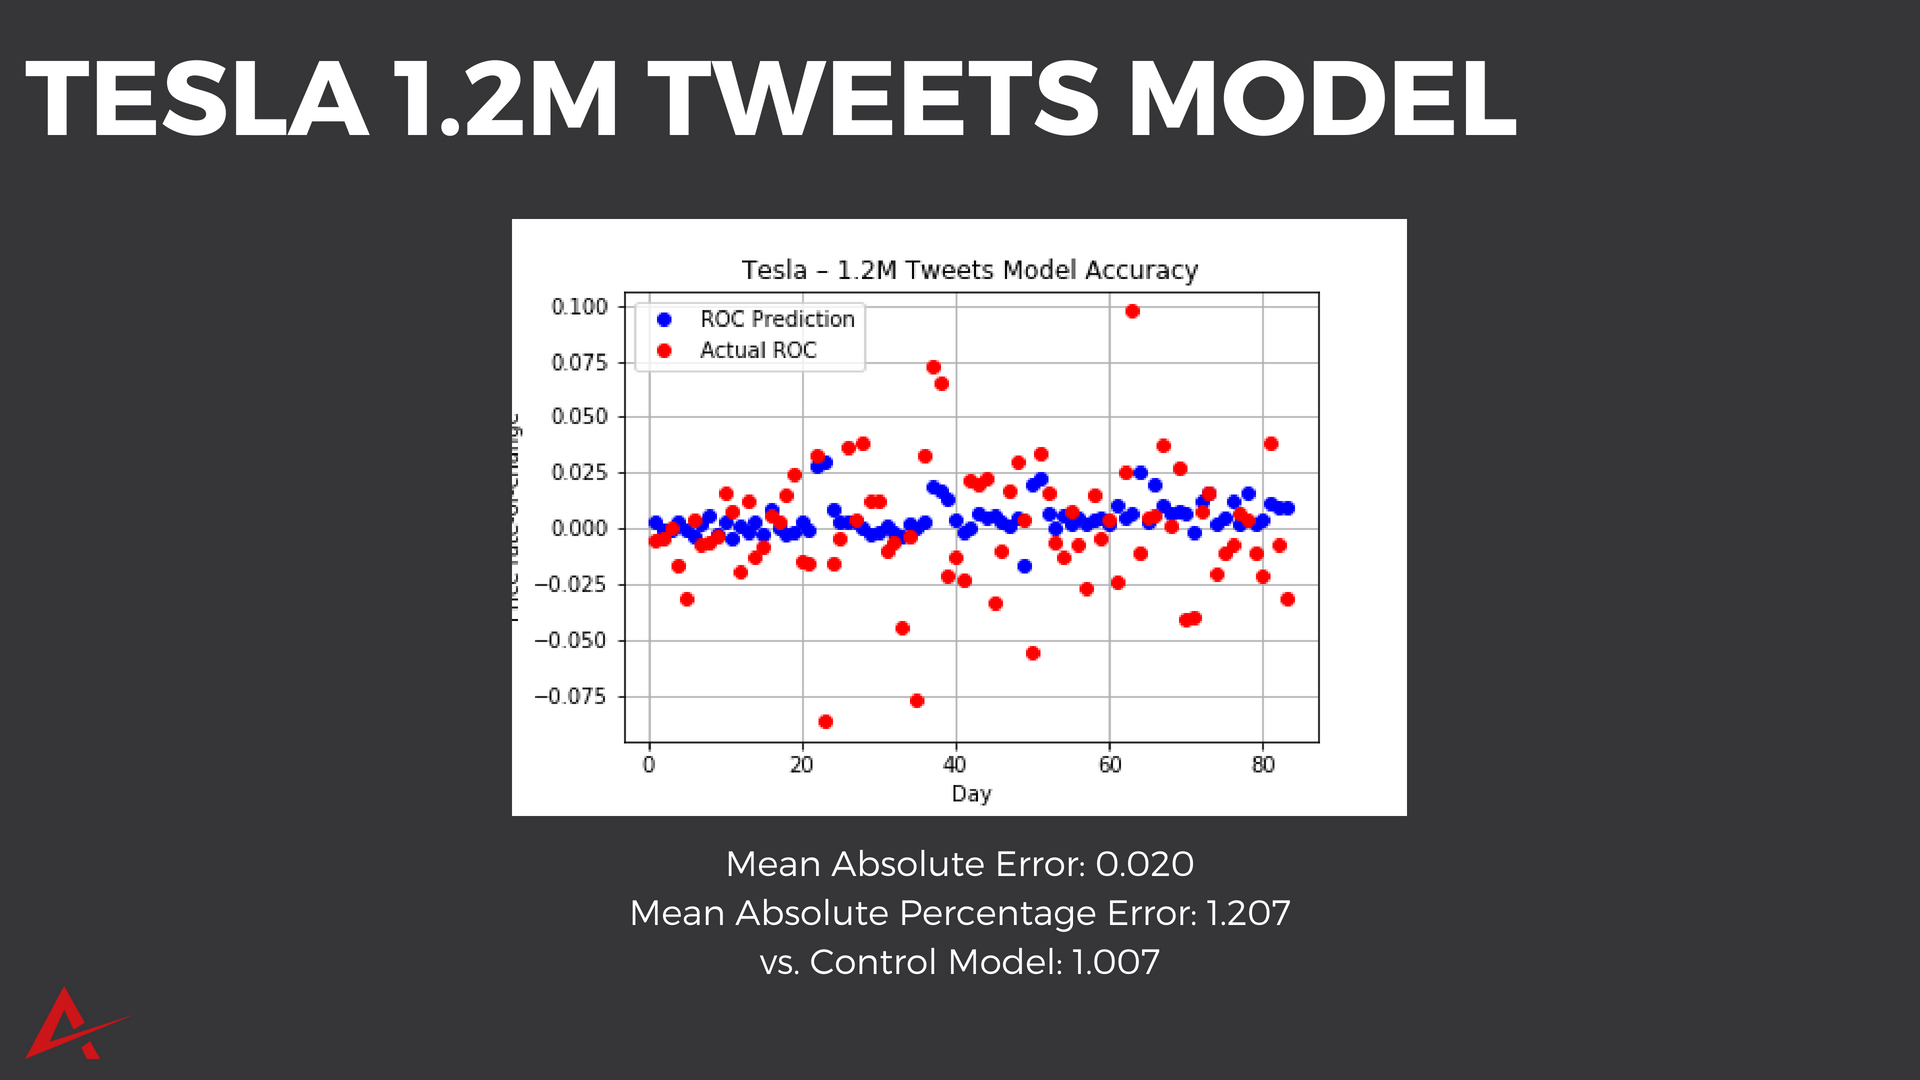 TESLA 1.2M TWEETS MODEL
Tesla – 1.2M Tweets Model Accuracy
ROC Prediction
Actual ROC
0.100
0.075
0.050
0.025
0.000
−0.025
−0.050
−0.075
0 20 40 60 80
Day
Mean Absolute Error: 0.020
Mean Absolute Percentage Error: 1.207
vs. Control Model: 1.007